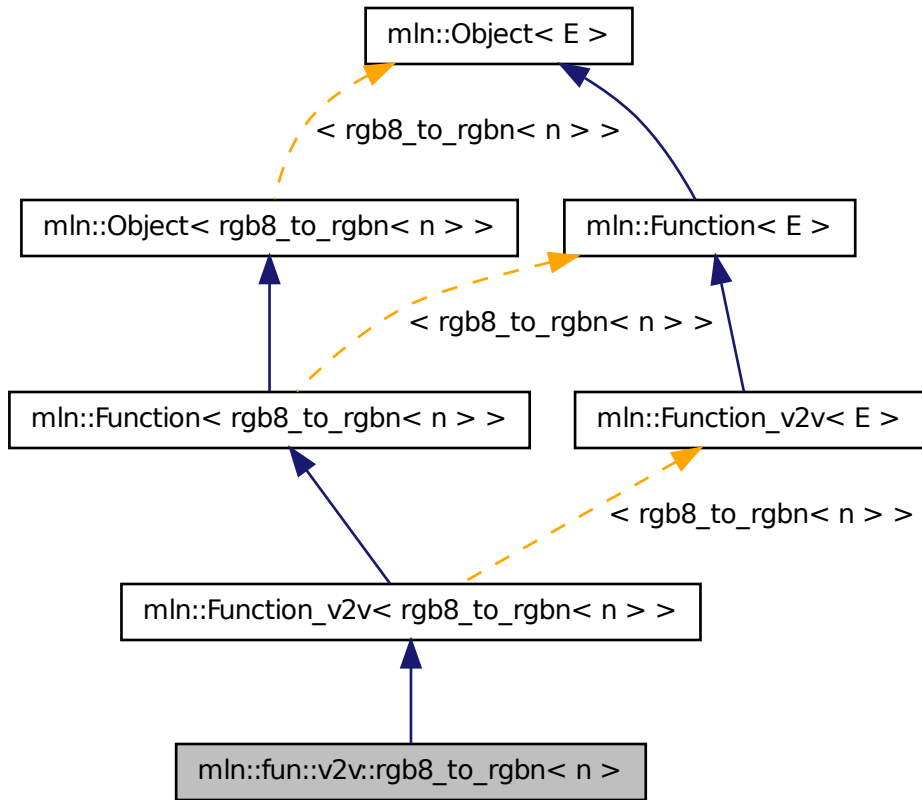 mln::Object< E >
< rgb8_to_rgbn< n > >
mln::Object< rgb8_to_rgbn< n > >
mln::Function< E >
< rgb8_to_rgbn< n > >
mln::Function< rgb8_to_rgbn< n > >
mln::Function_v2v< E >
< rgb8_to_rgbn< n > >
mln::Function_v2v< rgb8_to_rgbn< n > >
mln::fun::v2v::rgb8_to_rgbn< n >